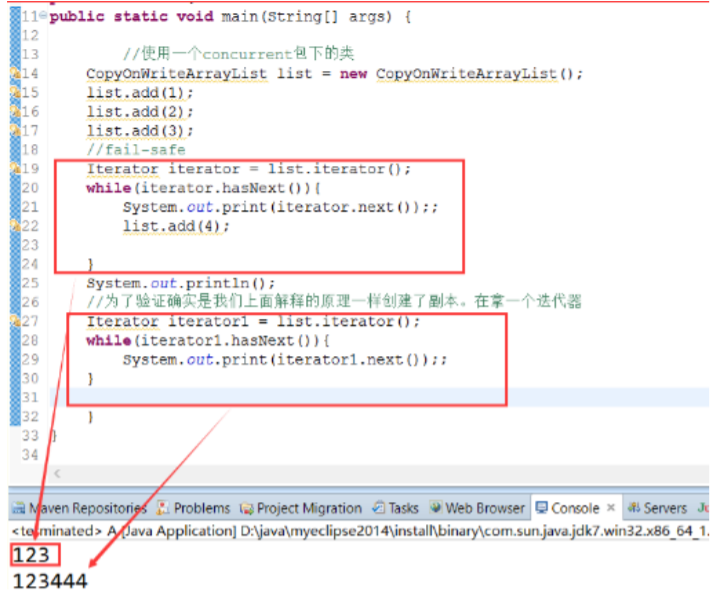 11 public static void main(String[] args) {
12
13 //使用一个concurrent包下的类
14 CopyOnWriteArrayList list = new CopyOnWriteArrayList();
15 list.add(1);
16 list.add(2);
17 list.add(3);
18 //fail-safe
19 Iterator iterator = list.iterator();
20 while(iterator.hasNext()){
21 System.out.print(iterator.next());;
22 list.add(4);
23
24 }
25 System.out.println();
26 //为了验证确实是我们上面解释的原理一样创建了副本。在拿一个迭代器
27 Iterator iterator1 = list.iterator();
28 while(iterator1.hasNext()){
29 System.out.print(iterator1.next());;
30 }
31
32 }
33 }
34
Maven Repositories Problems Project Migration Tasks Web Browser Console Servers
<terminated> A [Java Application] D:\java\myeclipse2014\install\binary\com.sun.java.jdk7.win32.x86_64_1.
123
123444